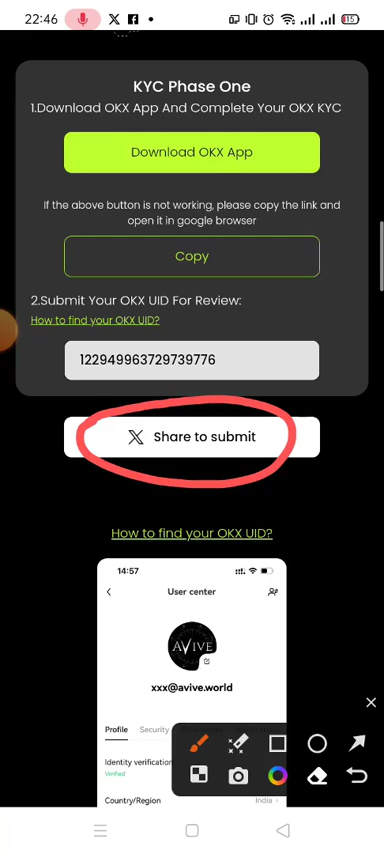 22:46
15
KYC Phase One
1.Download OKX App And Complete Your OKX KYC
Download OKX App
If the above button is not working, please copy the link and
open it in google browser
Copy
2.Submit Your OKX UID For Review:
How to find your OKX UID?
122949963729739776
Share to submit
How to find your OKX UID?
14:57
User center
AVIVE
xxx@avive.world
Profile
Security
Identity verification
Verified
Country/Region
India